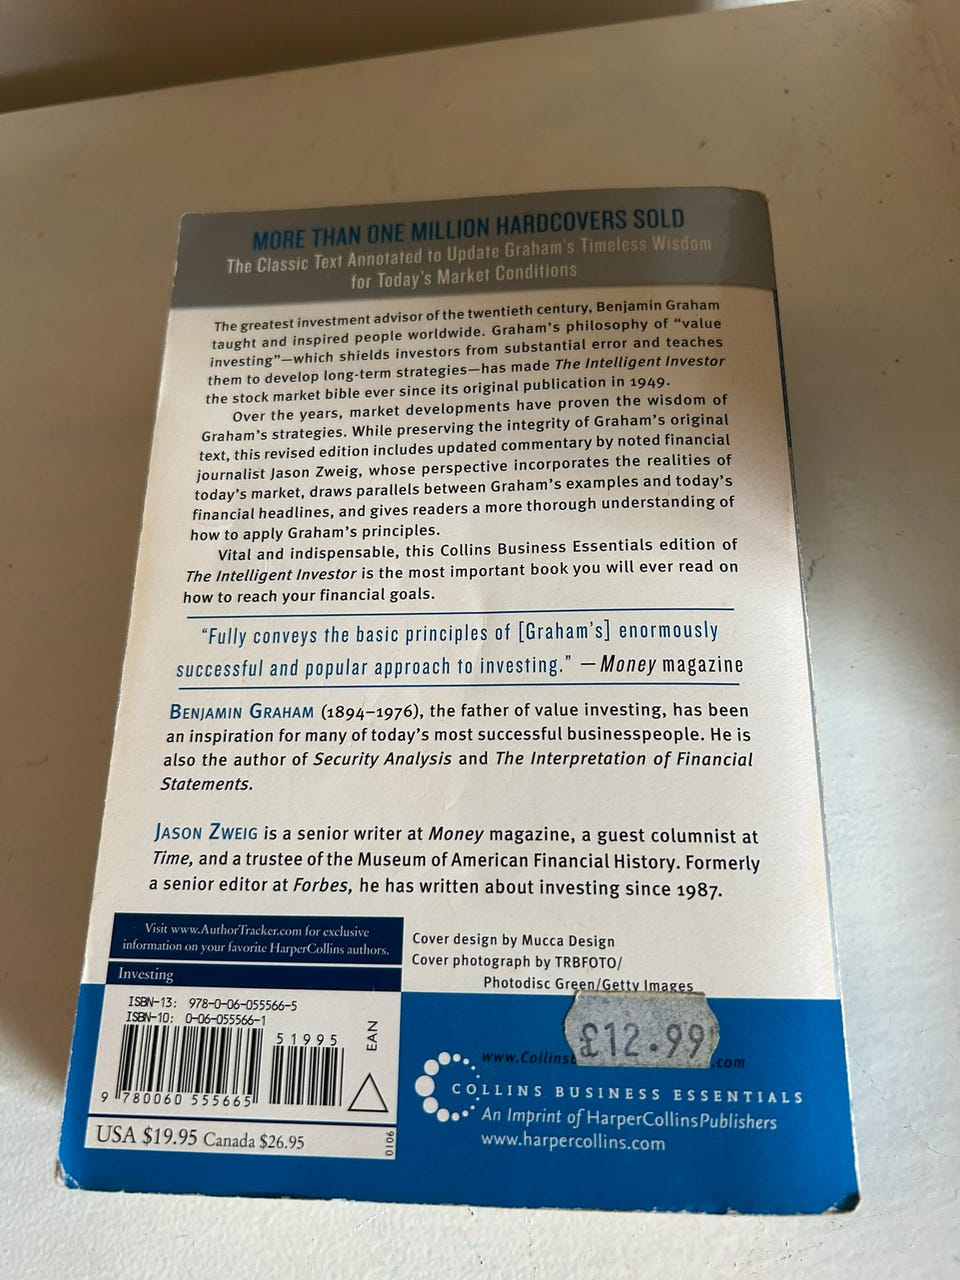 MORE THAN ONE MILLION HARDCOVERS SOLD
The Classic Text Annotated to Update Graham's Timeless Wisdom
for Today's Market Conditions
The greatest investment advisor of the twentieth century, Benjamin Graham
taught and inspired people worldwide. Graham's philosophy of “value
investing”—which shields investors from substantial error and teaches
them to develop long-term strategies—has made The Intelligent Investor
the stock market bible ever since its original publication in 1949.
Over the years, market developments have proven the wisdom of
Graham's strategies. While preserving the integrity of Graham's original
text, this revised edition includes updated commentary by noted financial
journalist Jason Zweig, whose perspective incorporates the realities of
today's market, draws parallels between Graham's examples and today's
financial headlines, and gives readers a more thorough understanding of
how to apply Graham's principles.
Vital and indispensable, this Collins Business Essentials edition of
The Intelligent Investor is the most important book you will ever read on
how to reach your financial goals.
“Fully conveys the basic principles of [Graham's] enormously
successful and popular approach to investing.” —Money magazine
BENJAMIN GRAHAM (1894–1976), the father of value investing, has been
an inspiration for many of today's most successful businesspeople. He is
also the author of Security Analysis and The Interpretation of Financial
Statements.
JASON ZWEIG is a senior writer at Money magazine, a guest columnist at
Time, and a trustee of the Museum of American Financial History. Formerly
a senior editor at Forbes, he has written about investing since 1987.
Visit www.AuthorTracker.com for exclusive
information on your favorite HarperCollins authors.
Investing
ISBN-13: 978-0-06-055566-5
ISBN-10: 0-06-055566-1
51995
EAN
9 780060 555665
USA $19.95 Canada $26.95
0106
Cover design by Mucca Design
Cover photograph by TRBFOTO/
Photodisc Green/Getty Images
£12.99
www.Collins .com
COLLINS BUSINESS ESSENTIALS
An Imprint of HarperCollinsPublishers
www.harpercollins.com